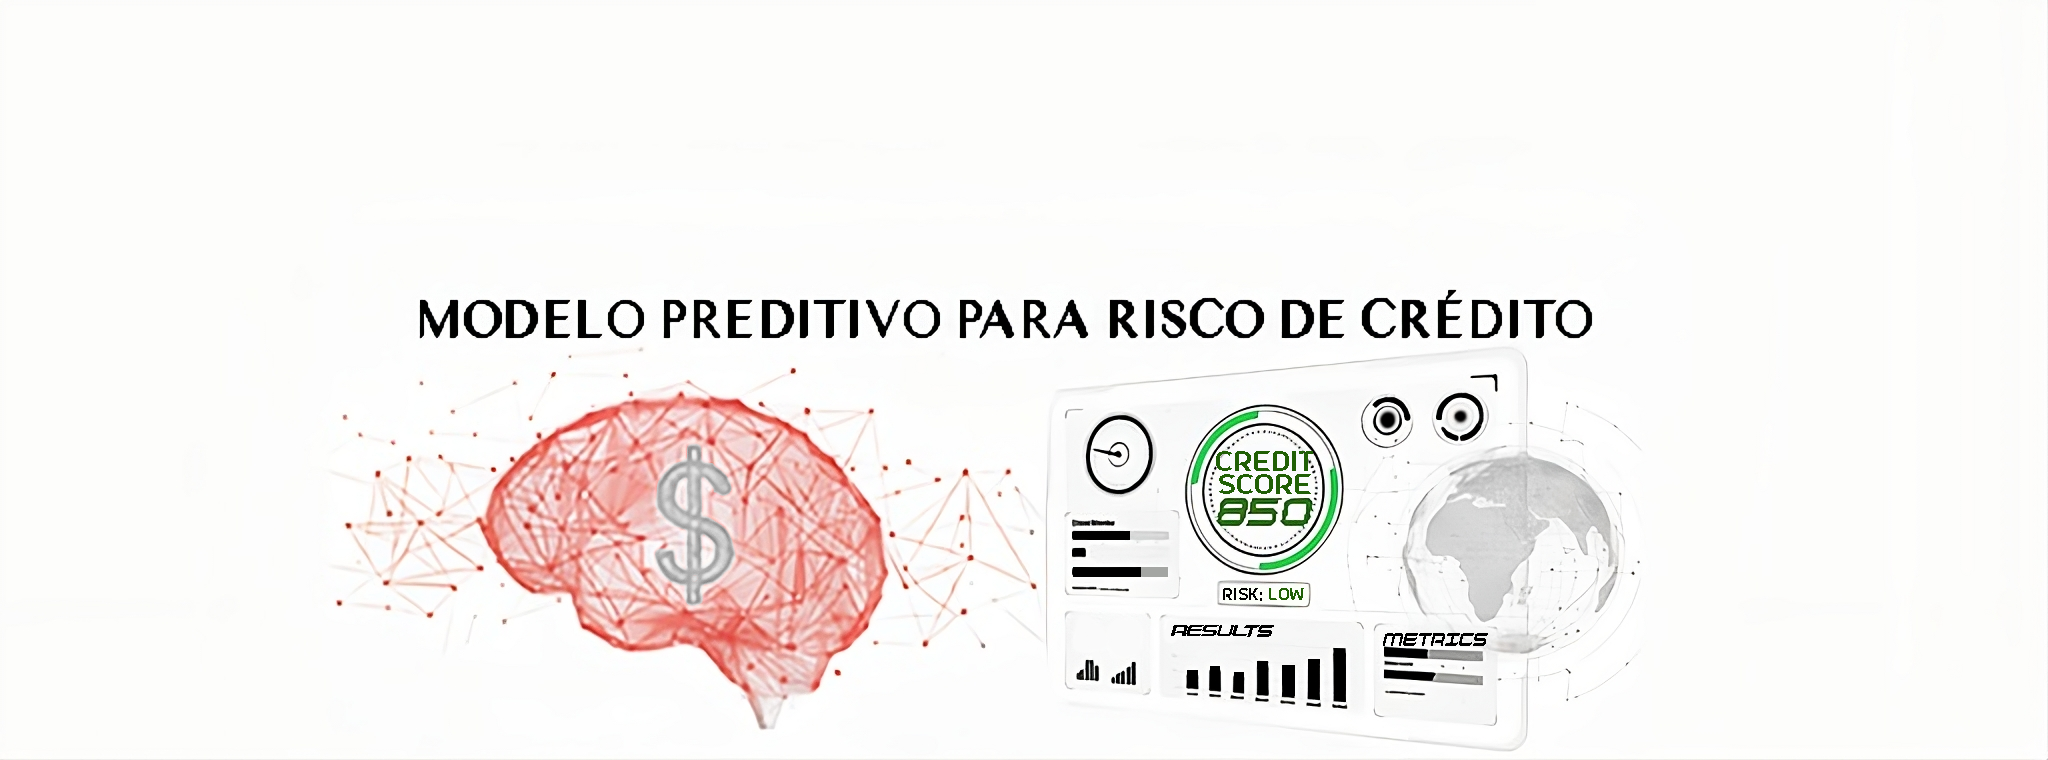 MODELO PREDITIVO PARA RISCO DE CRÉDITO
CREDIT
SCORE
850
RISK: LOW
RESULTS
METRICS